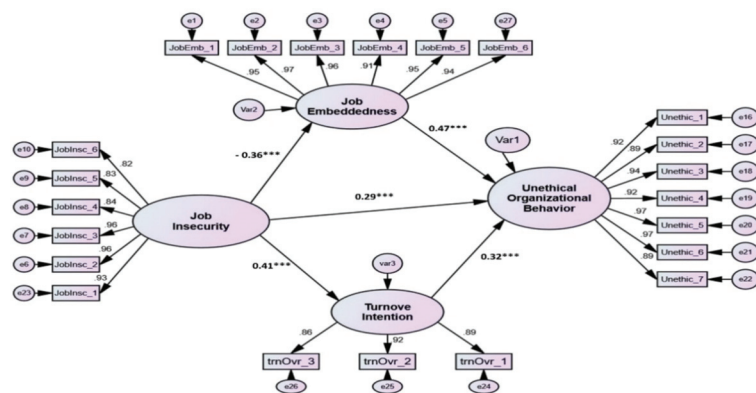 e1 e2 e3 e4 e5 e27
JobEmb_1 JobEmb_2 JobEmb_3 JobEmb_4 JobEmb_5 JobEmb_6
.95 .97 .96 .91 .95 .94
Var2
Job
Embeddedness
0.47***
Var1
- 0.36***
e10 JobInsc_6 .82
e9 JobInsc_5 .83
e8 JobInsc_4 .84
e7 JobInsc_3 .96
e6 JobInsc_2 .96
e23 JobInsc_1 .93
Job
Insecurity
0.29***
Unethical
Organizational
Behavior
.92 Unethic_1 e16
.89 Unethic_2 e17
.94 Unethic_3 e18
.92 Unethic_4 e19
.97 Unethic_5 e20
.97 Unethic_6 e21
.89 Unethic_7 e22
0.41***
var3
0.32***
Turnove
Intention
.86 .92 .89
trnOvr_3 trnOvr_2 trnOvr_1
e26 e25 e24